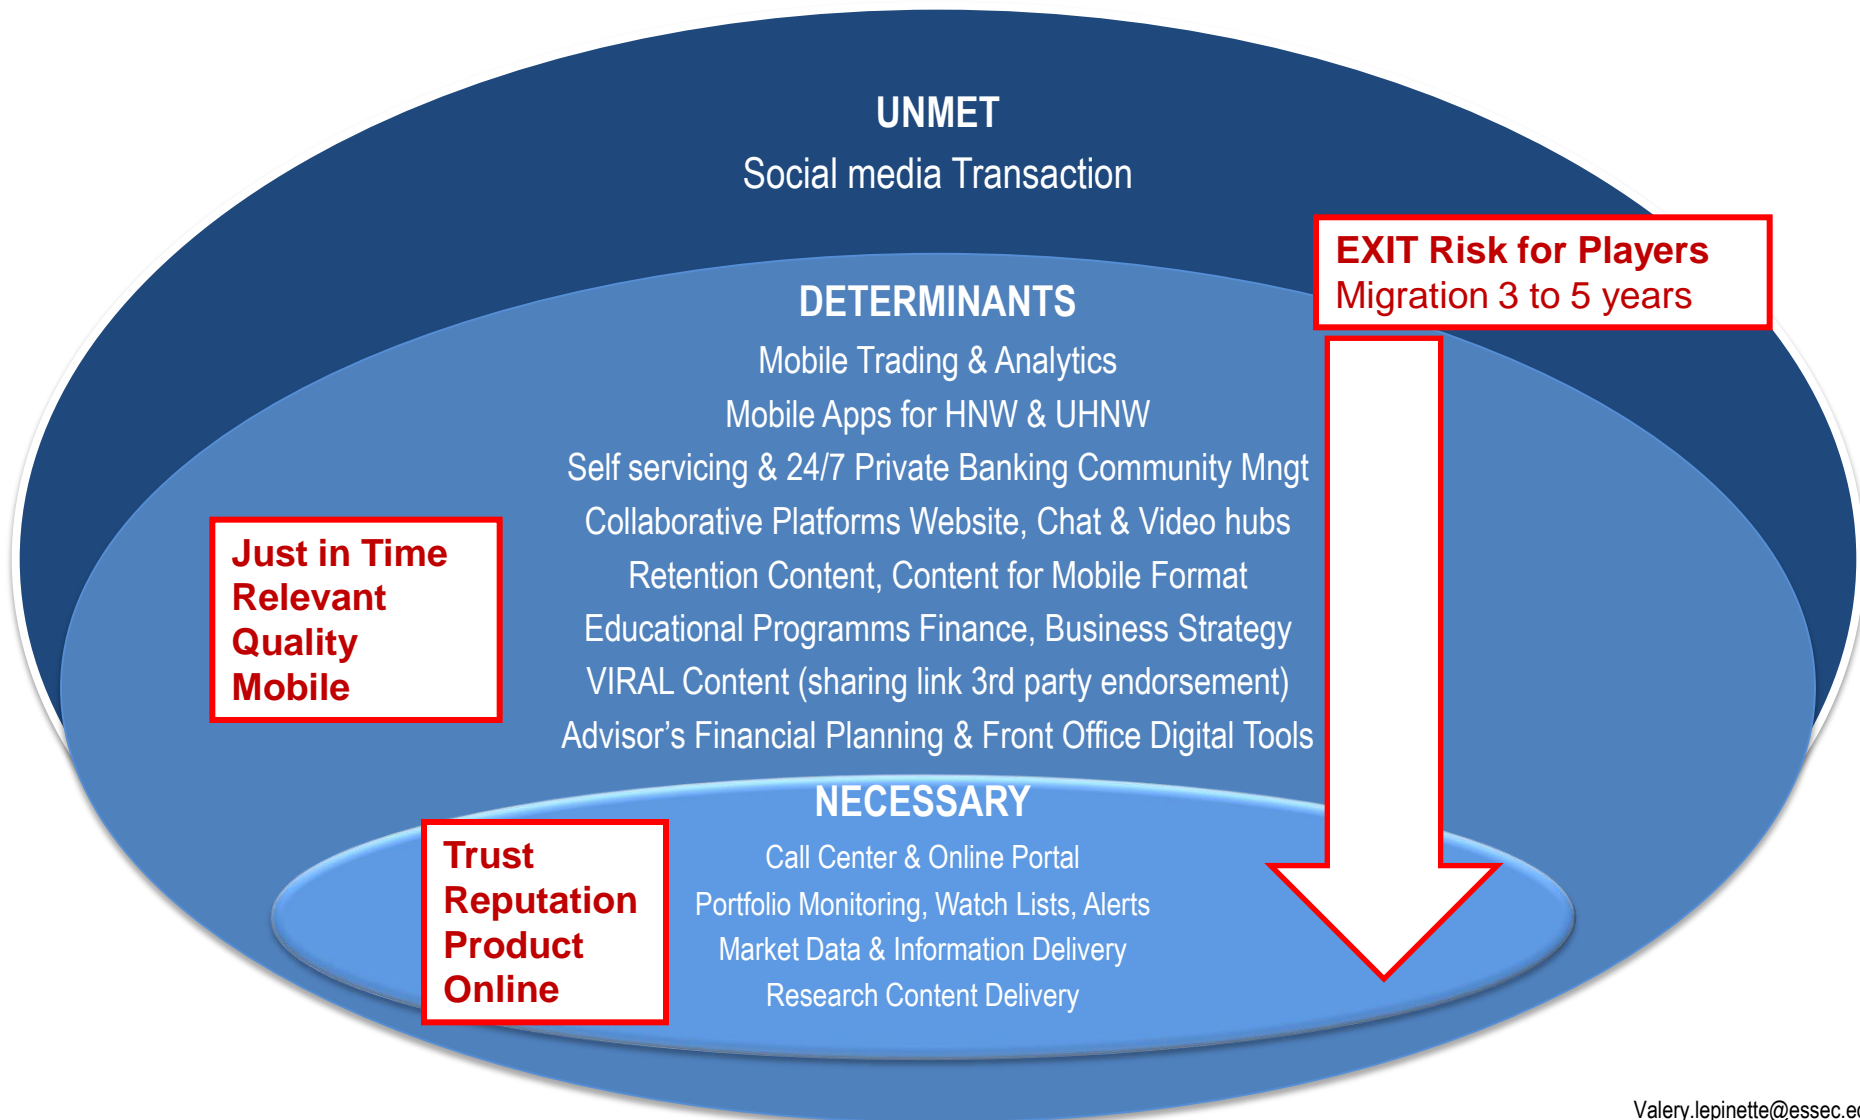 UNMET
Social media Transaction
EXIT Risk for Players
Migration 3 to 5 years
DETERMINANTS
Mobile Trading & Analytics
Mobile Apps for HNW & UHNW
Self servicing & 24/7 Private Banking Community Mngt
Collaborative Platforms Website, Chat & Video hubs
Retention Content, Content for Mobile Format
Educational Programms Finance, Business Strategy
VIRAL Content (sharing link 3rd party endorsement)
Advisor’s Financial Planning & Front Office Digital Tools
Just in Time
Relevant
Quality
Mobile
NECESSARY
Call Center & Online Portal
Portfolio Monitoring, Watch Lists, Alerts
Market Data & Information Delivery
Research Content Delivery
Trust
Reputation
Product
Online
Valery.lepinette@essec.ed